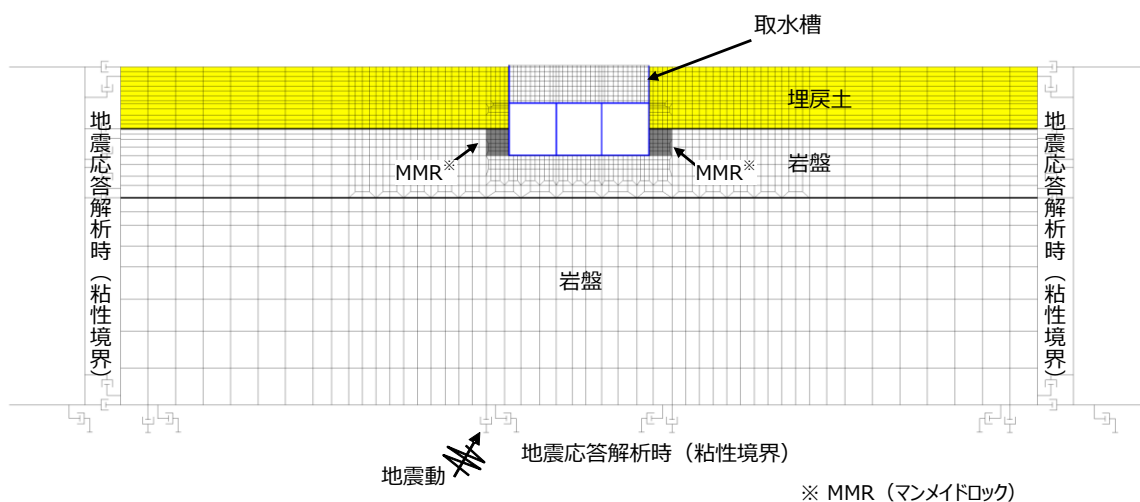 取水槽
埋戻土
地震応答解析時(粘性境界)
MMR※
MMR※
岩盤
地震応答解析時(粘性境界)
岩盤
地震動
地震応答解析時(粘性境界)
※ MMR(マンメイドロック)